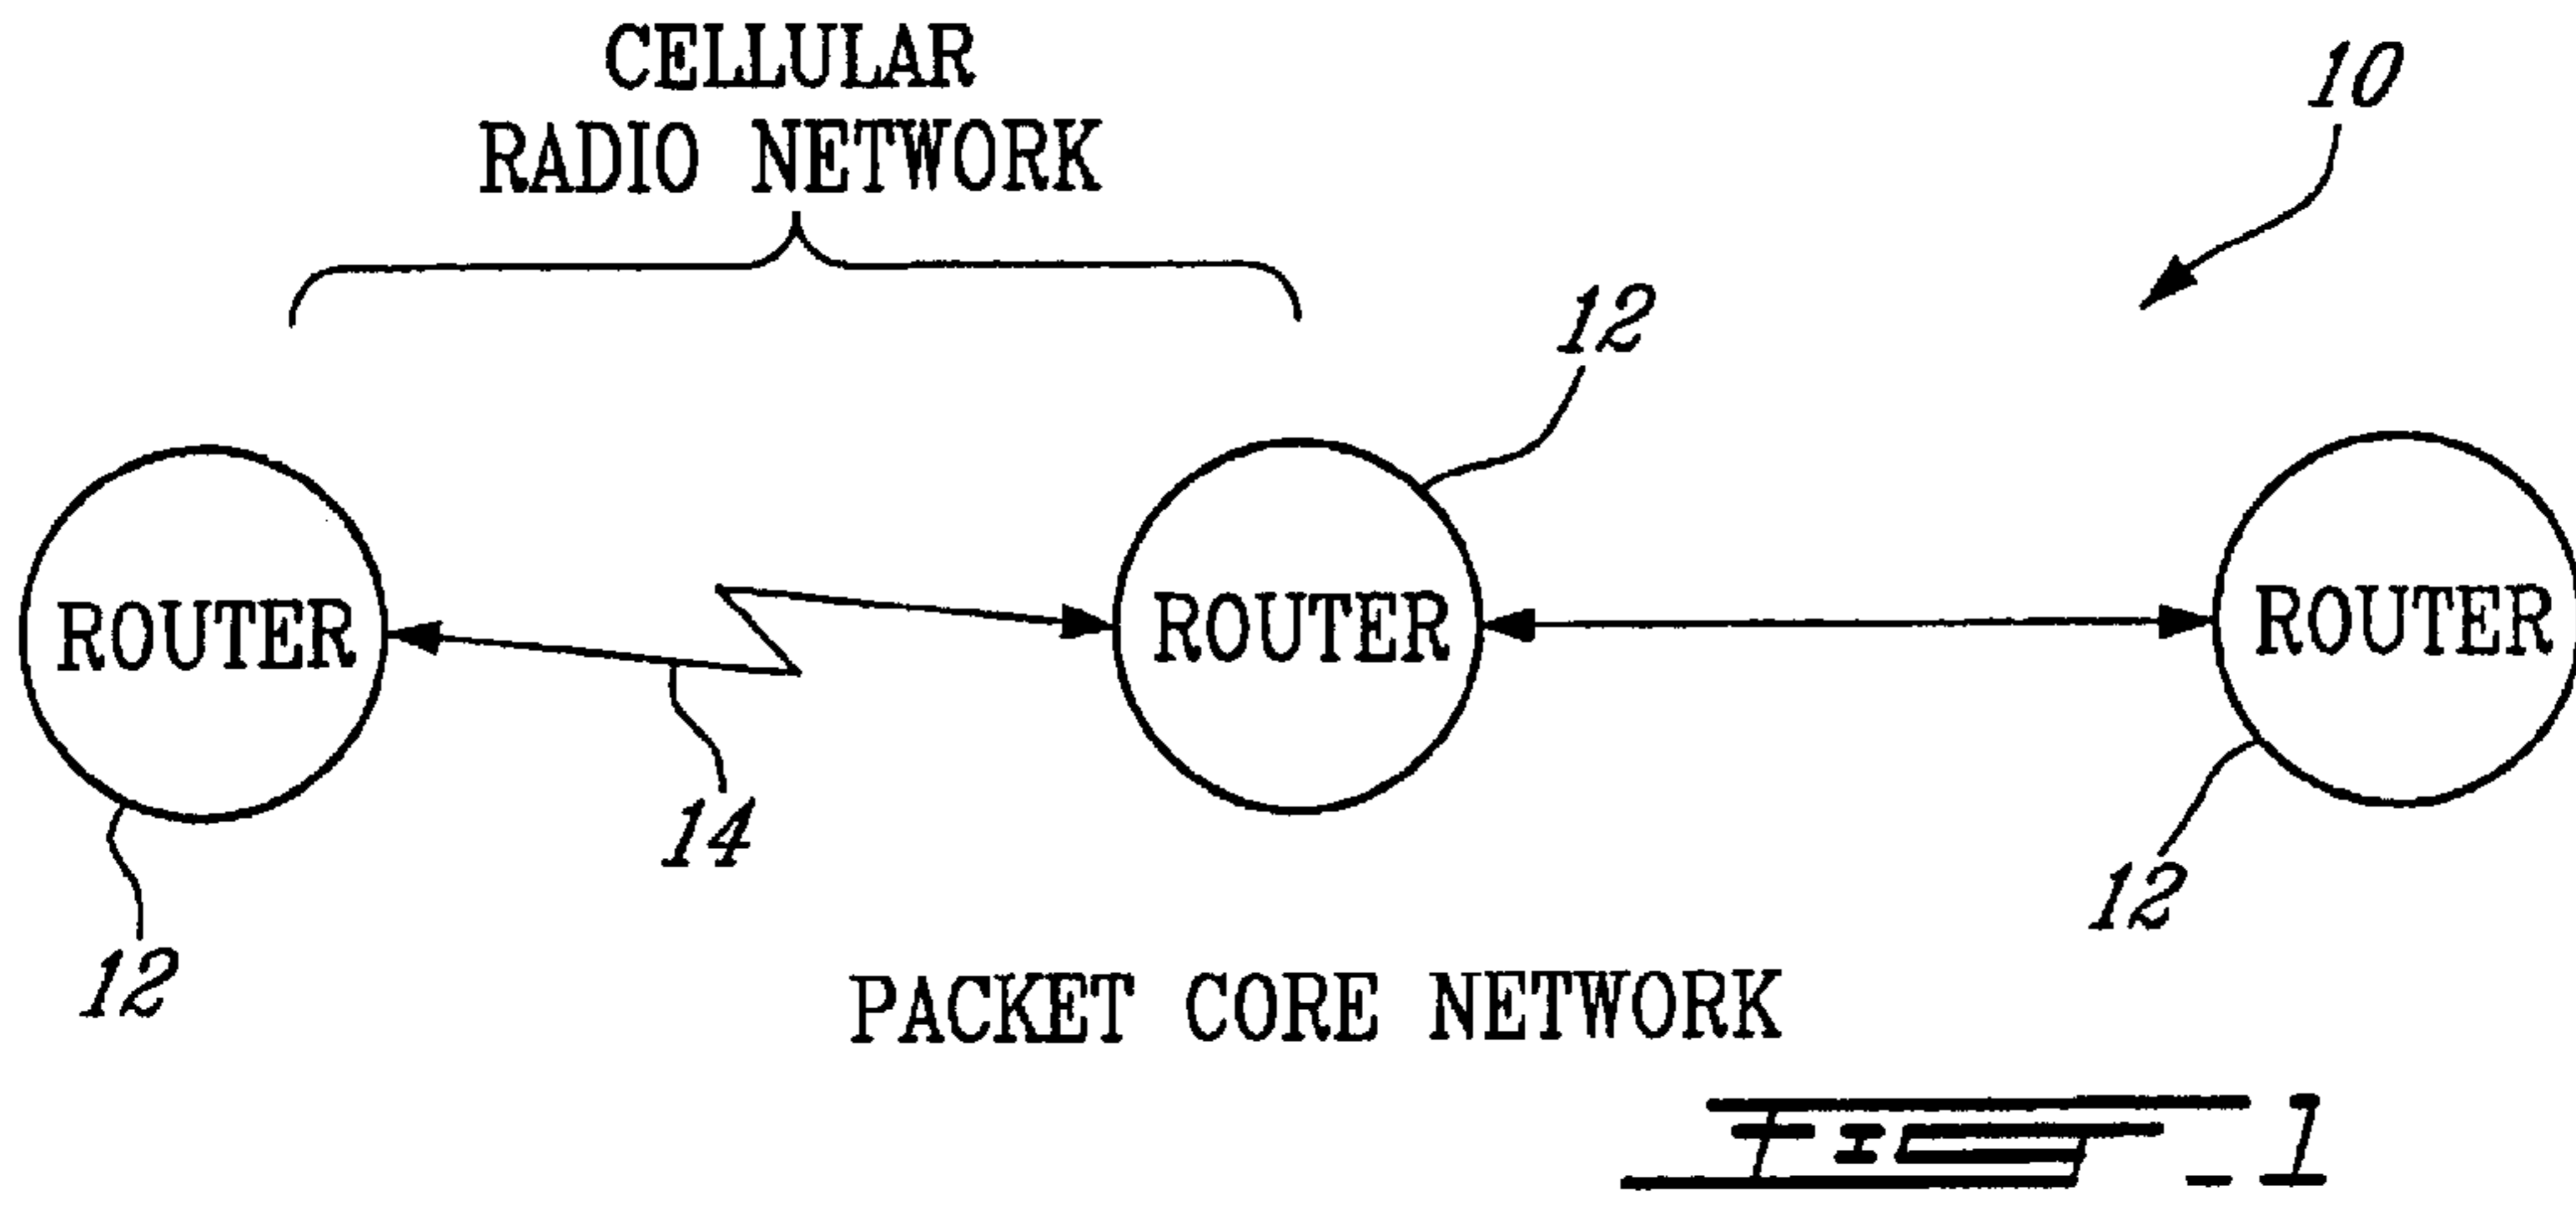 CELLULAR
RADIO NETWORK
10
12
ROUTER
ROUTER
ROUTER
14
12
12
PACKET CORE NETWORK
FIG_1